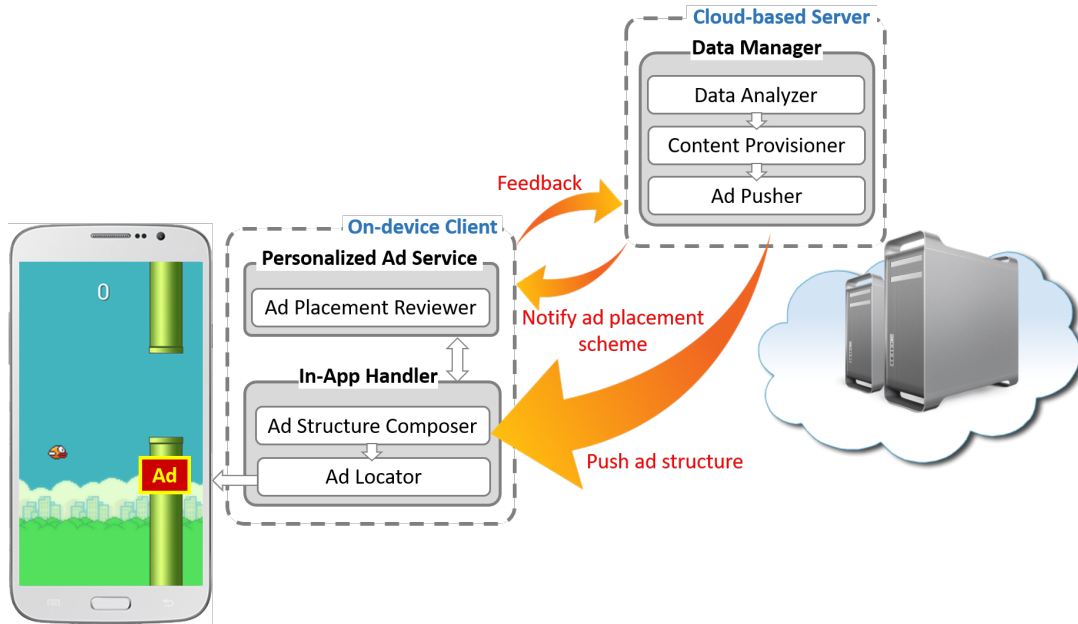 Cloud-based Server
Data Manager
Data Analyzer
Content Provisioner
Ad Pusher
Feedback
On-device Client
Personalized Ad Service
Ad Placement Reviewer
Notify ad placement
scheme
In-App Handler
Ad Structure Composer
Ad Locator
Push ad structure
0
Ad